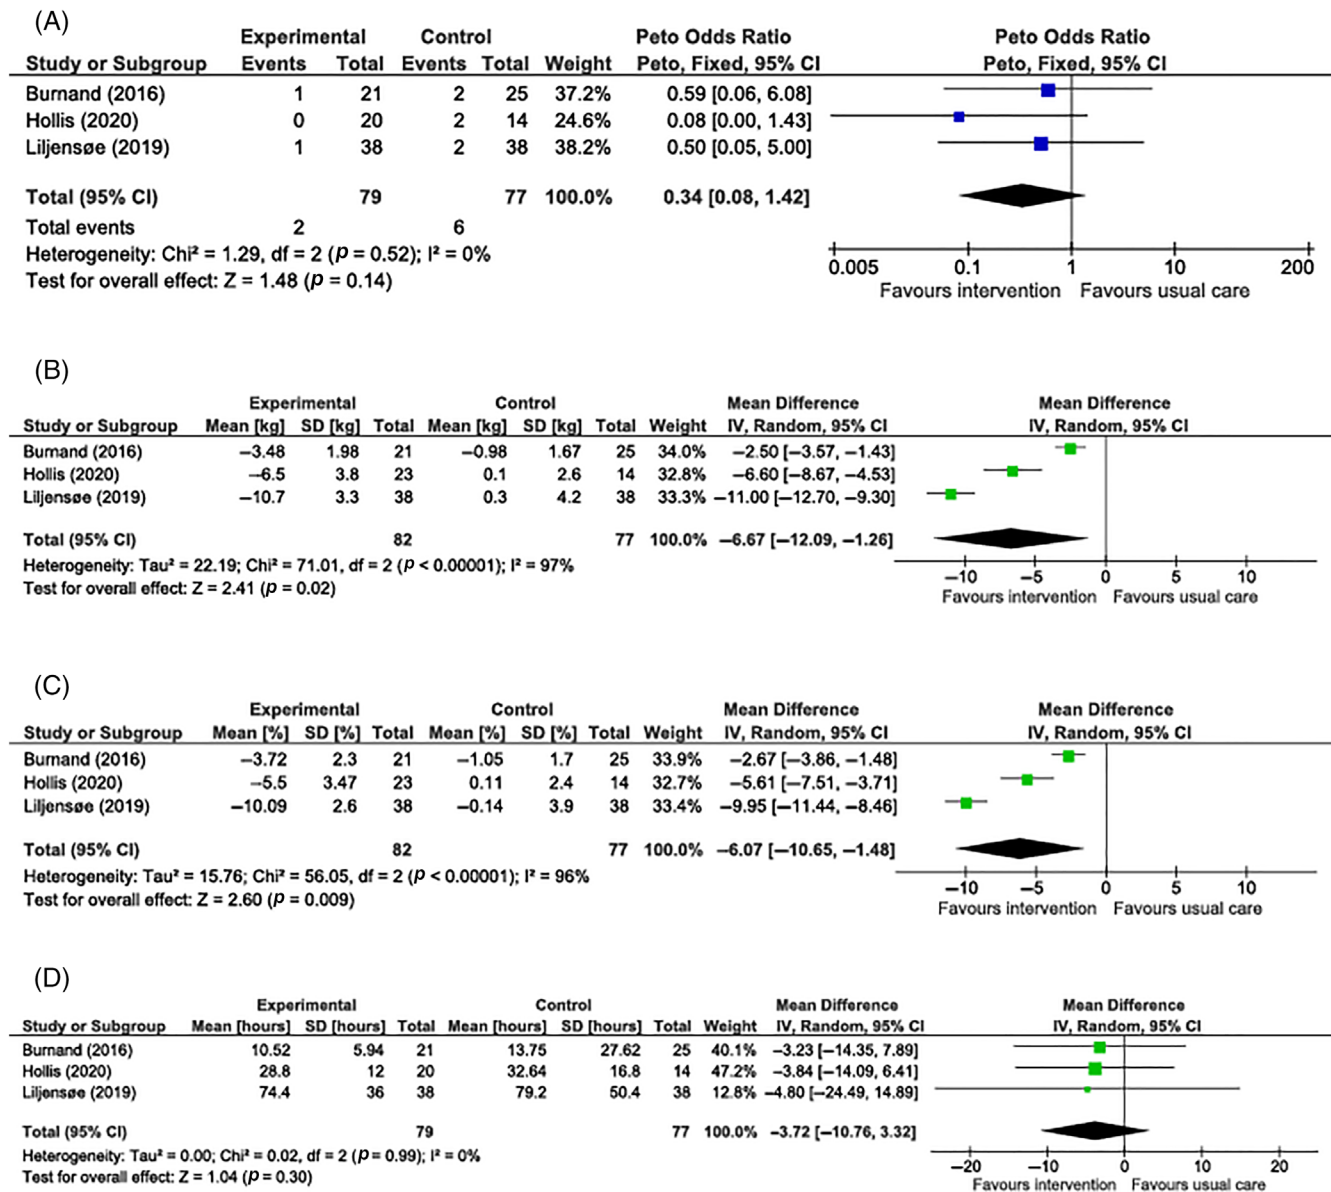 (A)
Experimental Control Peto Odds Ratio Peto Odds Ratio
Study or Subgroup Events Total Events Total Weight Peto, Fixed, 95% CI Peto, Fixed, 95% CI
Burnand (2016) 1 21 2 25 37.2% 0.59 [0.06, 6.08]
Hollis (2020) 0 20 2 14 24.6% 0.08 [0.00, 1.43]
Liljensøe (2019) 1 38 2 38 38.2% 0.50 [0.05, 5.00]
Total (95% CI) 79 77 100.0% 0.34 [0.08, 1.42]
Total events 2 6
Heterogeneity: Chi² = 1.29, df = 2 (p = 0.52); I² = 0%
Test for overall effect: Z = 1.48 (p = 0.14)
0.005 0.1 1 10 200
Favours intervention Favours usual care
(B)
Experimental Control Mean Difference Mean Difference
Study or Subgroup Mean [kg] SD [kg] Total Mean [kg] SD [kg] Total Weight IV, Random, 95% CI IV, Random, 95% CI
Burnand (2016) –3.48 1.98 21 –0.98 1.67 25 34.0% –2.50 [–3.57, –1.43]
Hollis (2020) –6.5 3.8 23 0.1 2.6 14 32.8% –6.60 [–8.67, –4.53]
Liljensøe (2019) –10.7 3.3 38 0.3 4.2 38 33.3% –11.00 [–12.70, –9.30]
Total (95% CI) 82 77 100.0% –6.67 [–12.09, –1.26]
Heterogeneity: Tau² = 22.19; Chi² = 71.01, df = 2 (p < 0.00001); I² = 97%
Test for overall effect: Z = 2.41 (p = 0.02)
–10 –5 0 5 10
Favours intervention Favours usual care
(C)
Experimental Control Mean Difference Mean Difference
Study or Subgroup Mean [%] SD [%] Total Mean [%] SD [%] Total Weight IV, Random, 95% CI IV, Random, 95% CI
Burnand (2016) –3.72 2.3 21 –1.05 1.7 25 33.9% –2.67 [–3.86, –1.48]
Hollis (2020) –5.5 3.47 23 0.11 2.4 14 32.7% –5.61 [–7.51, –3.71]
Liljensøe (2019) –10.09 2.6 38 –0.14 3.9 38 33.4% –9.95 [–11.44, –8.46]
Total (95% CI) 82 77 100.0% –6.07 [–10.65, –1.48]
Heterogeneity: Tau² = 15.76; Chi² = 56.05, df = 2 (p < 0.00001); I² = 96%
Test for overall effect: Z = 2.60 (p = 0.009)
–10 –5 0 5 10
Favours intervention Favours usual care
(D)
Experimental Control Mean Difference Mean Difference
Study or Subgroup Mean [hours] SD [hours] Total Mean [hours] SD [hours] Total Weight IV, Random, 95% CI IV, Random, 95% CI
Burnand (2016) 10.52 5.94 21 13.75 27.62 25 40.1% –3.23 [–14.35, 7.89]
Hollis (2020) 28.8 12 20 32.64 16.8 14 47.2% –3.84 [–14.09, 6.41]
Liljensøe (2019) 74.4 36 38 79.2 50.4 38 12.8% –4.80 [–24.49, 14.89]
Total (95% CI) 79 77 100.0% –3.72 [–10.76, 3.32]
Heterogeneity: Tau² = 0.00; Chi² = 0.02, df = 2 (p = 0.99); I² = 0%
Test for overall effect: Z = 1.04 (p = 0.30)
–20 –10 0 10 20
Favours intervention Favours usual care